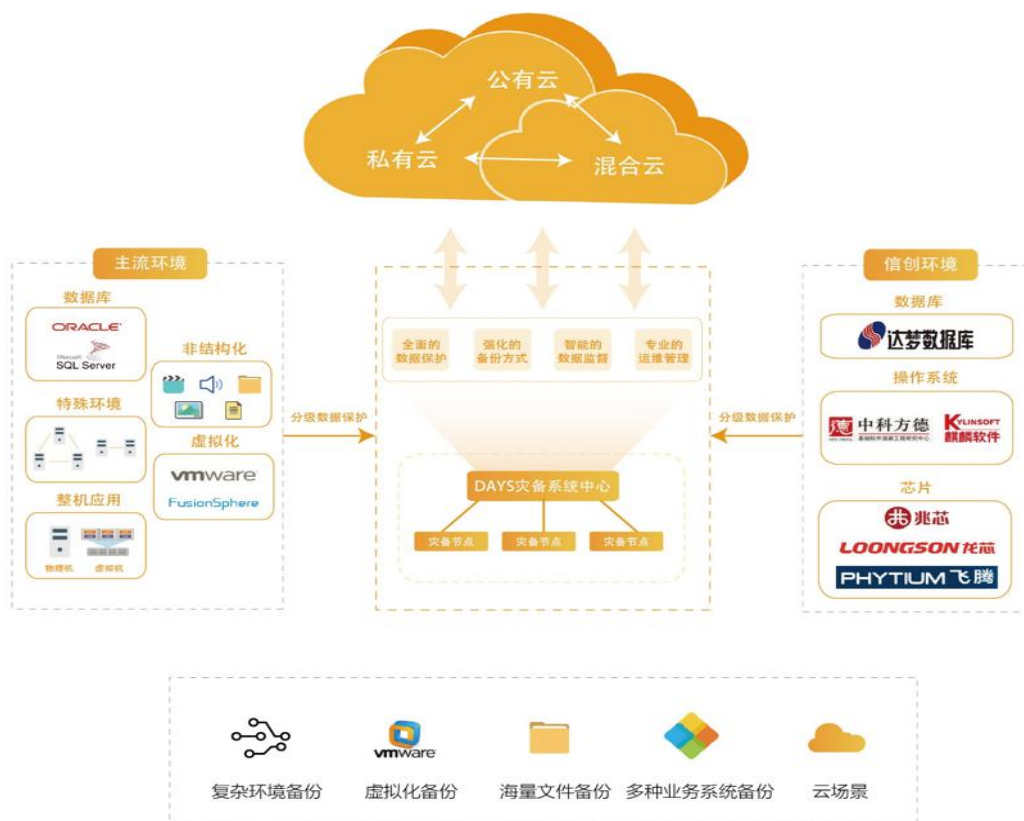 公有云
私有云
混合云
主流环境
数据库
ORACLE
Microsoft
SQL Server
非结构化
特殊环境
虚拟化
vmware
FusionSphere
整机应用
物理机
虚拟机
分级数据保护
全面的
数据保护
强化的
备份方式
智能的
数据监督
专业的
运维管理
DAYS灾备系统中心
灾备节点
灾备节点
灾备节点
分级数据保护
信创环境
数据库
达梦数据库
操作系统
中科方德
KYLINSOFT
麒麟软件
芯片
兆芯
LOONGSON 龙芯
PHYTIUM 飞腾
vmware
复杂环境备份
虚拟化备份
海量文件备份
多种业务系统备份
云场景